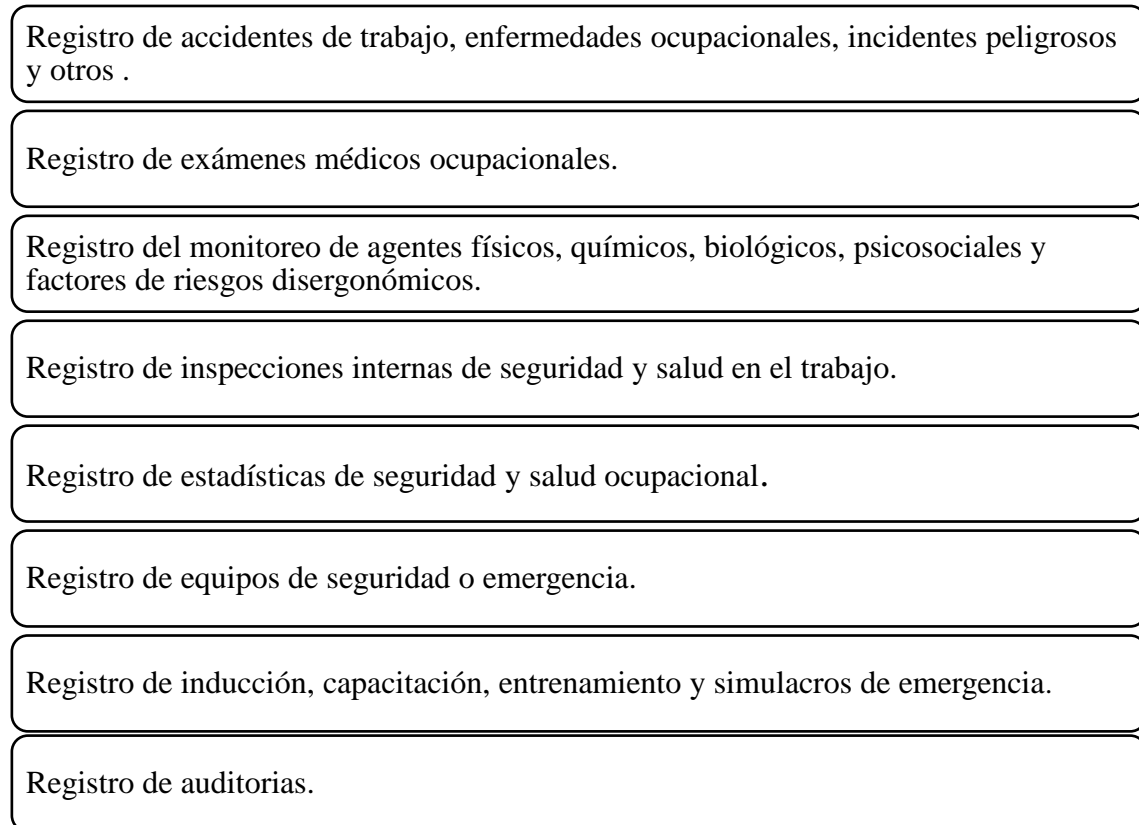 Registro de accidentes de trabajo, enfermedades ocupacionales, incidentes peligrosos
y otros .
Registro de exámenes médicos ocupacionales.
Registro del monitoreo de agentes físicos, químicos, biológicos, psicosociales y
factores de riesgos disergonómicos.
Registro de inspecciones internas de seguridad y salud en el trabajo.
Registro de estadísticas de seguridad y salud ocupacional.
Registro de equipos de seguridad o emergencia.
Registro de inducción, capacitación, entrenamiento y simulacros de emergencia.
Registro de auditorias.